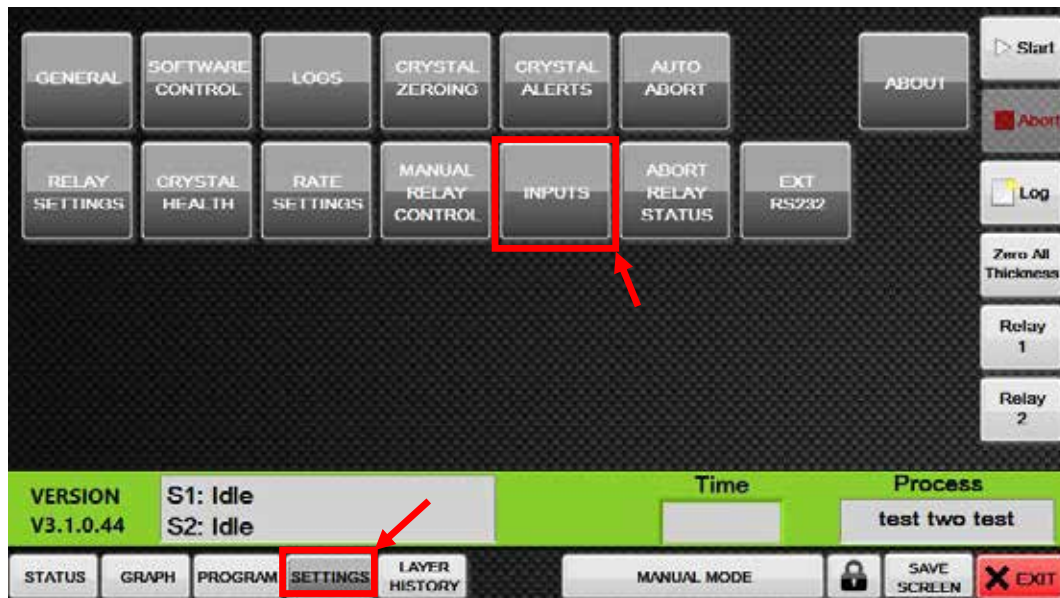 GENERAL
SOFTWARE
CONTROL
LOGS
CRYSTAL
ZEROING
CRYSTAL
ALERTS
AUTO
ABORT
ABOUT
RELAY
SETTINGS
CRYSTAL
HEALTH
RATE
SETTINGS
MANUAL
RELAY
CONTROL
INPUTS
ABORT
RELAY
STATUS
EXT
RS232
Start
Abort
Log
Zero All
Thickness
Relay
1
Relay
2
VERSION
V3.1.0.44
S1: Idle
S2: Idle
Time
Process
test two test
STATUS
GRAPH
PROGRAM
SETTINGS
LAYER
HISTORY
MANUAL MODE
SAVE
SCREEN
EXIT